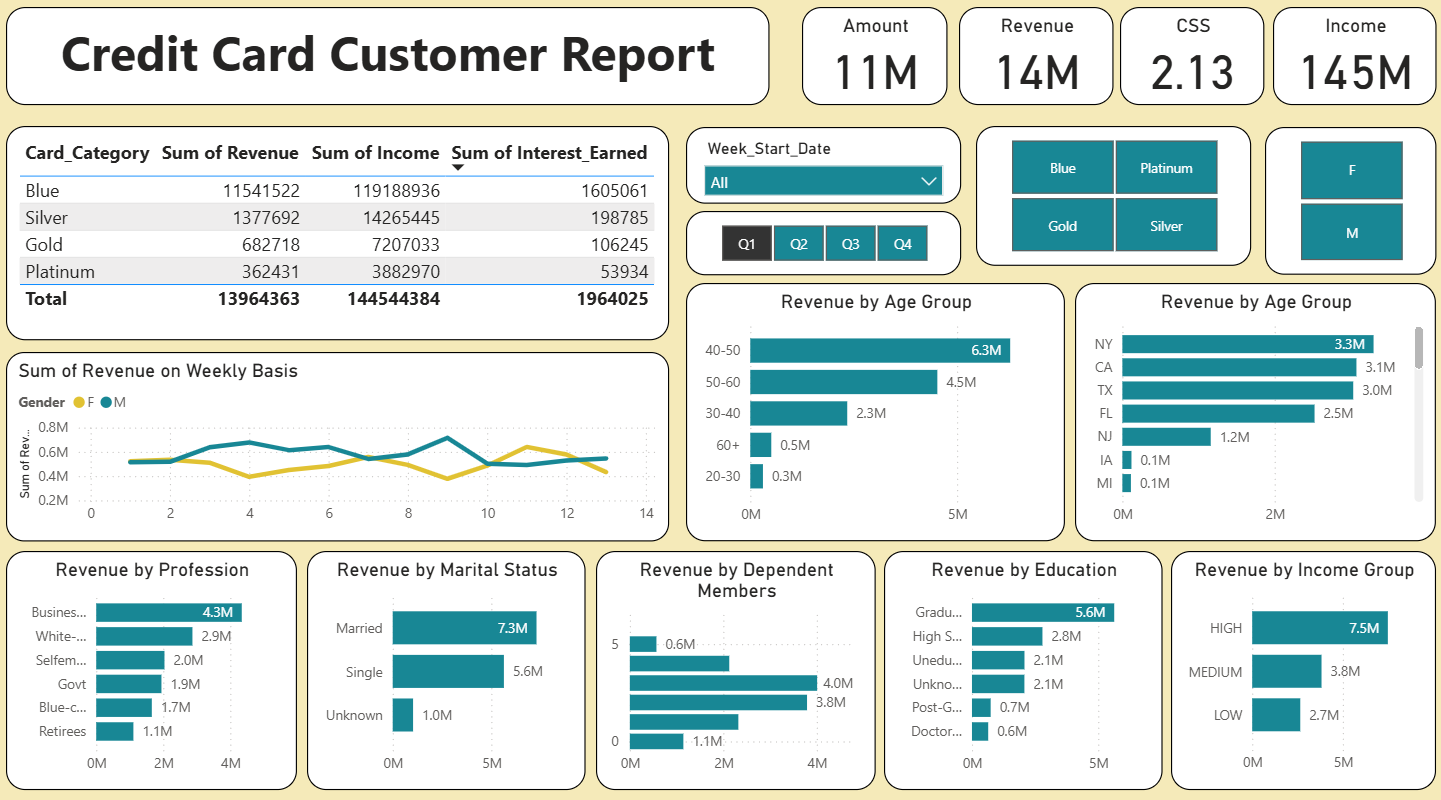 Credit Card Customer Report
Amount
11M
Revenue
14M
CSS
2.13
Income
145M
Card_Category Sum of Revenue Sum of Income Sum of Interest_Earned
Blue 11541522 119188936 1605061
Silver 1377692 14265445 198785
Gold 682718 7207033 106245
Platinum 362431 3882970 53934
Total 13964363 144544384 1964025
Week_Start_Date
All
Q1 Q2 Q3 Q4
Blue Platinum
Gold Silver
F
M
Sum of Revenue on Weekly Basis
Gender F M
Sum of Rev...
0.8M
0.6M
0.4M
0.2M
0 2 4 6 8 10 12 14
Revenue by Age Group
40-50 6.3M
50-60 4.5M
30-40 2.3M
60+ 0.5M
20-30 0.3M
0M 5M
Revenue by Age Group
NY 3.3M
CA 3.1M
TX 3.0M
FL 2.5M
NJ 1.2M
IA 0.1M
MI 0.1M
0M 2M
Revenue by Profession
Busines... 4.3M
White-... 2.9M
Selfem... 2.0M
Govt 1.9M
Blue-c... 1.7M
Retirees 1.1M
0M 2M 4M
Revenue by Marital Status
Married 7.3M
Single 5.6M
Unknown 1.0M
0M 5M
Revenue by Dependent
Members
5 0.6M
4.0M
3.8M
0 1.1M
0M 2M 4M
Revenue by Education
Gradu... 5.6M
High S... 2.8M
Unedu... 2.1M
Unkno... 2.1M
Post-G... 0.7M
Doctor... 0.6M
0M 5M
Revenue by Income Group
HIGH 7.5M
MEDIUM 3.8M
LOW 2.7M
0M 5M